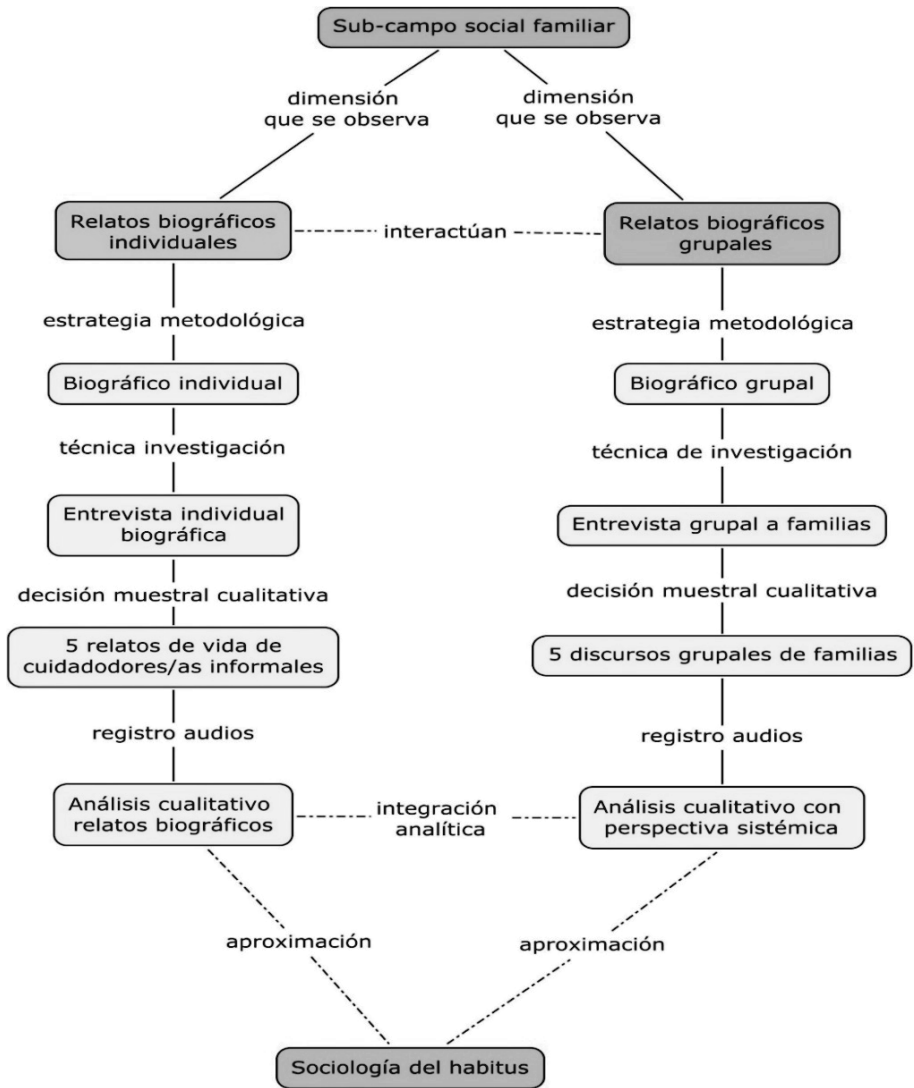 Sub-campo social familiar
dimensión
que se observa
dimensión
que se observa
Relatos biográficos
individuales
interactúan
Relatos biográficos
grupales
estrategia metodológica
estrategia metodológica
Biográfico individual
Biográfico grupal
técnica investigación
técnica de investigación
Entrevista individual
biográfica
Entrevista grupal a familias
decisión muestral cualitativa
decisión muestral cualitativa
5 relatos de vida de
cuidadodores/as informales
5 discursos grupales de familias
registro audios
registro audios
Análisis cualitativo
relatos biográficos
integración
analítica
Análisis cualitativo con
perspectiva sistémica
aproximación
aproximación
Sociología del habitus